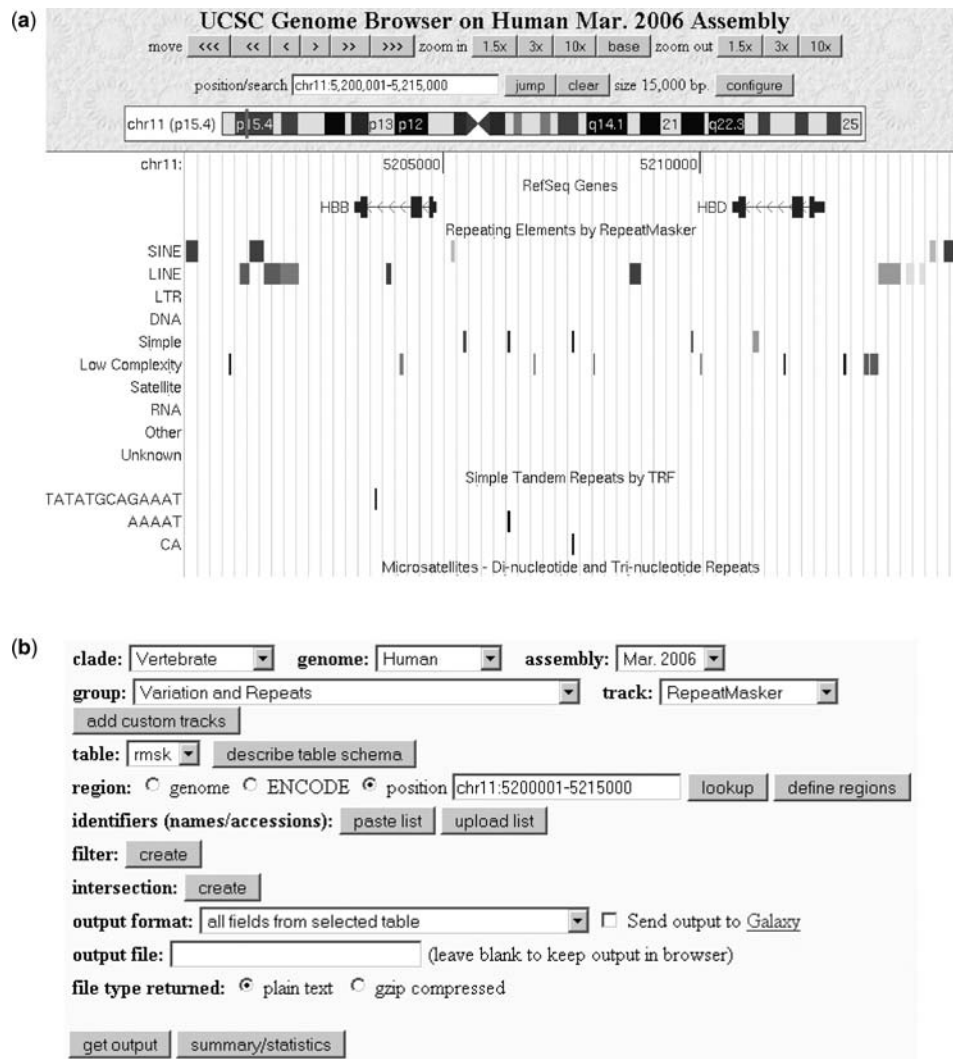 (a)
UCSC Genome Browser on Human Mar. 2006 Assembly
move <<< << < > >> >>> zoom in 1.5x 3x 10x base zoom out 1.5x 3x 10x
position/search chr11:5,200,001-5,215,000 jump clear size 15,000 bp. configure
chr11 (p15.4) p15.4 p13 p12 q14.1 21 q22.3 25
chr11: 5205000 5210000
RefSeq Genes
HBB HBD
Repeating Elements by RepeatMasker
SINE
LINE
LTR
DNA
Simple
Low Complexity
Satellite
RNA
Other
Unknown
Simple Tandem Repeats by TRF
TATATGCAGAAAT
AAAAT
CA
Microsatellites - Di-nucleotide and Tri-nucleotide Repeats
(b)
clade: Vertebrate genome: Human assembly: Mar. 2006
group: Variation and Repeats track: RepeatMasker
add custom tracks
table: rmsk describe table schema
region: genome ENCODE position chr11:5200001-5215000 lookup define regions
identifiers (names/accessions): paste list upload list
filter: create
intersection: create
output format: all fields from selected table Send output to Galaxy
output file: (leave blank to keep output in browser)
file type returned: plain text gzip compressed
get output summary/statistics